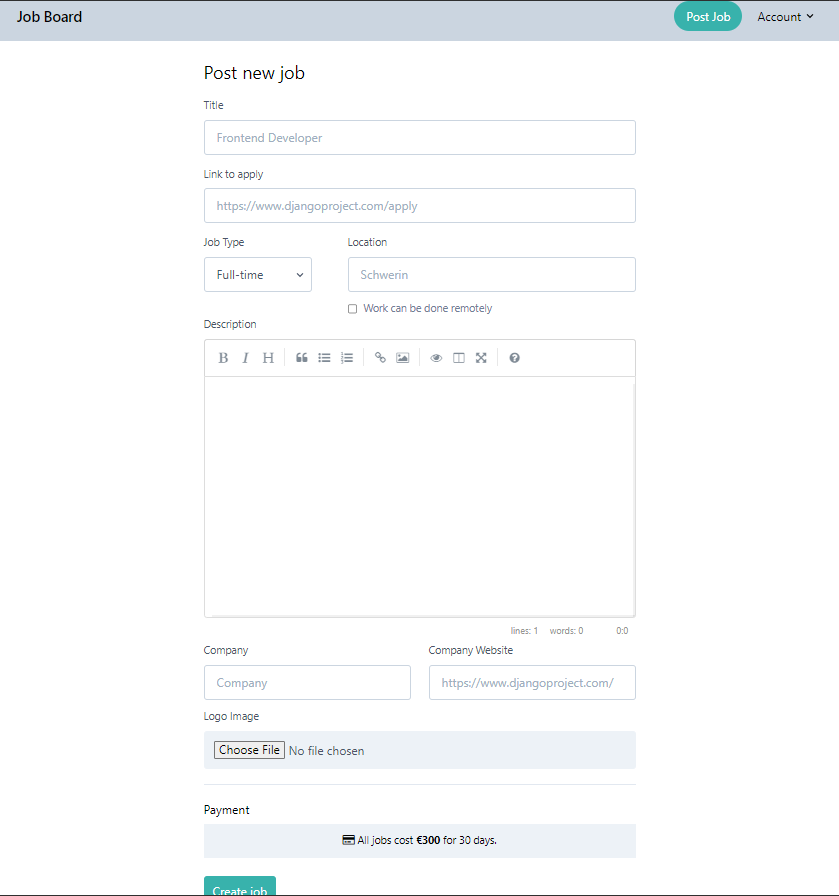 Job Board Post Job Account
Post new job
Title
Frontend Developer
Link to apply
https://www.djangoproject.com/apply
Job Type Location
Full-time Schwerin
Work can be done remotely
Description
B I H
lines: 1 words: 0 0:0
Company Company Website
Company https://www.djangoproject.com/
Logo Image
Choose File No file chosen
Payment
All jobs cost €300 for 30 days.
Create job